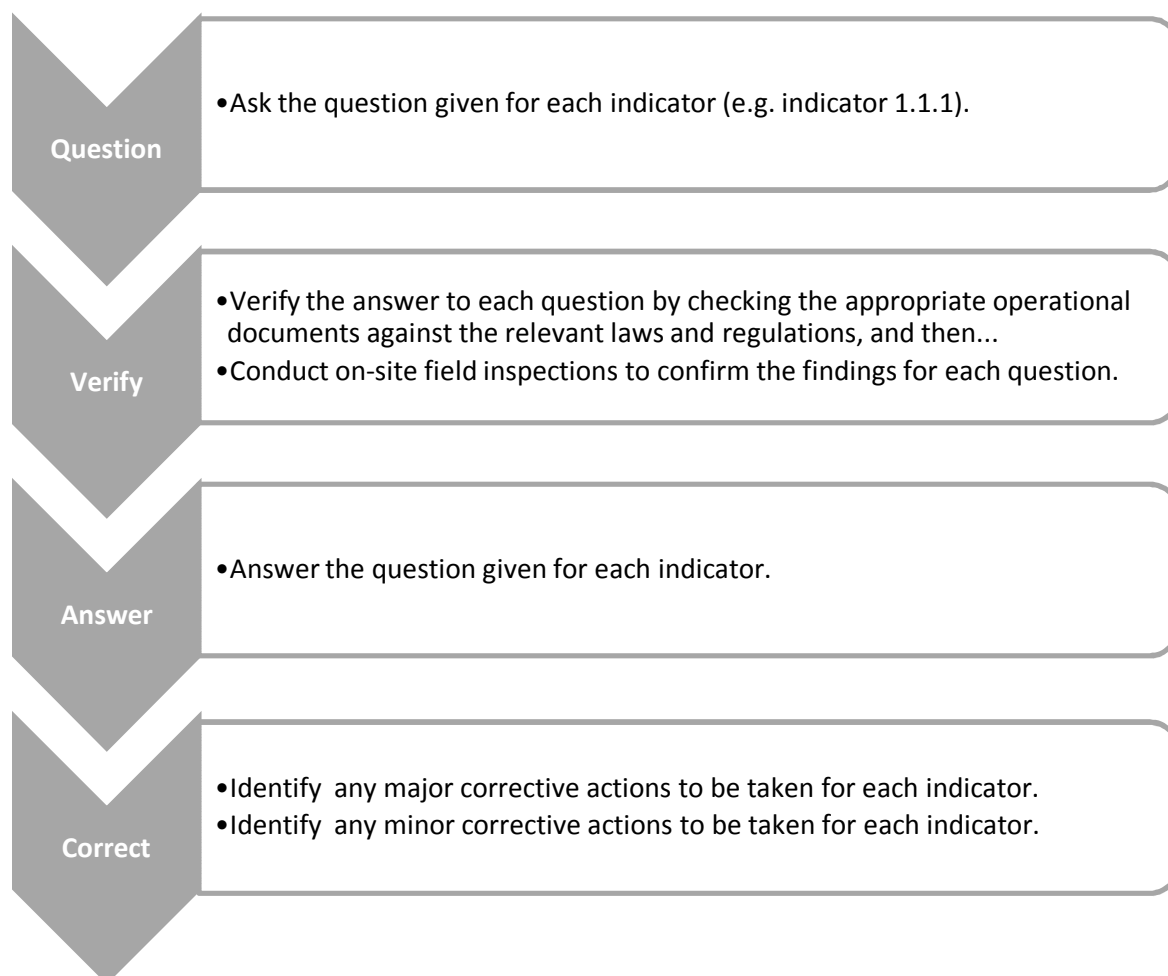 Question
•Ask the question given for each indicator (e.g. indicator 1.1.1).
Verify
•Verify the answer to each question by checking the appropriate operational
documents against the relevant laws and regulations, and then...
•Conduct on-site field inspections to confirm the findings for each question.
Answer
•Answer the question given for each indicator.
Correct
•Identify  any major corrective actions to be taken for each indicator.
•Identify  any minor corrective actions to be taken for each indicator.